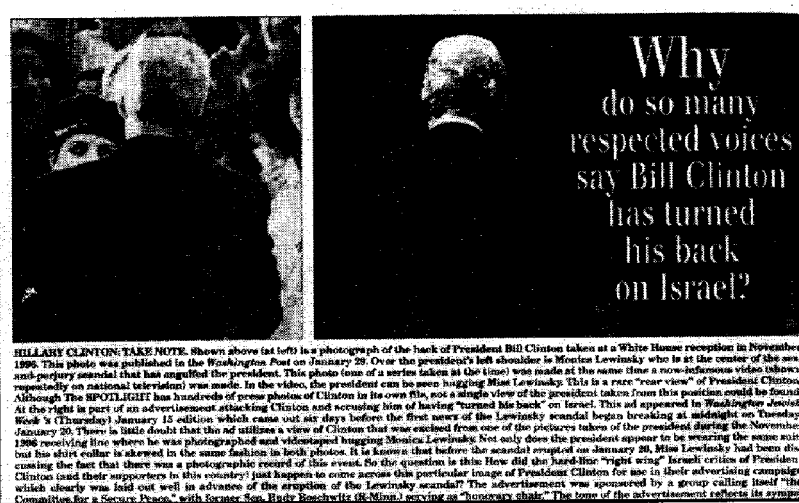 Why
do so many
respected voices
say Bill Clinton
has turned
his back
on Israel?
HILLARY CLINTON: TAKE NOTE. Shown above (at left) is a photograph of the back of President Bill Clinton taken at a White House reception in November
1996. This photo was published in the Washington Post on January 29. Over the president's left shoulder is Monica Lewinsky who is at the center of the sex-
and-perjury scandal that has engulfed the president. This photo (one of a series taken at the time) was made at the same time a now-infamous video (shown
repeatedly on national television) was made. In the video, the president can be seen hugging Miss Lewinsky. This is a rare "rear view" of President Clinton.
Although The SPOTLIGHT has hundreds of press photos of Clinton in its own file, not a single view of the president taken from this position could be found.
At the right is part of an advertisement attacking Clinton and accusing him of having "turned his back" on Israel. This ad appeared in Washington Jewish
Week's (Thursday) January 15 edition which came out six days before the first news of the Lewinsky scandal began breaking at midnight on Tuesday,
January 20. There is little doubt that the ad utilizes a view of Clinton that was excised from one of the pictures taken of the president during the November
1996 receiving line where he was photographed and videotaped hugging Monica Lewinsky. Not only does the president appear to be wearing the same suit
but his shirt collar is skewed in the same fashion in both photos. It is known that before the scandal erupted on January 20, Miss Lewinsky had been dis-
cussing the fact that there was a photographic record of this event. So the question is this: How did the hard-line "right wing" Israeli critics of President
Clinton (and their supporters in this country) just happen to come across this particular image of President Clinton for use in their advertising campaign
which clearly was laid out well in advance of the eruption of the Lewinsky scandal? The advertisement was sponsored by a group calling itself "the
Committee for a Secure Peace," with former Sen. Rudy Boschwitz (R-Minn.) serving as "honorary chair." The tone of the advertisement reflects its